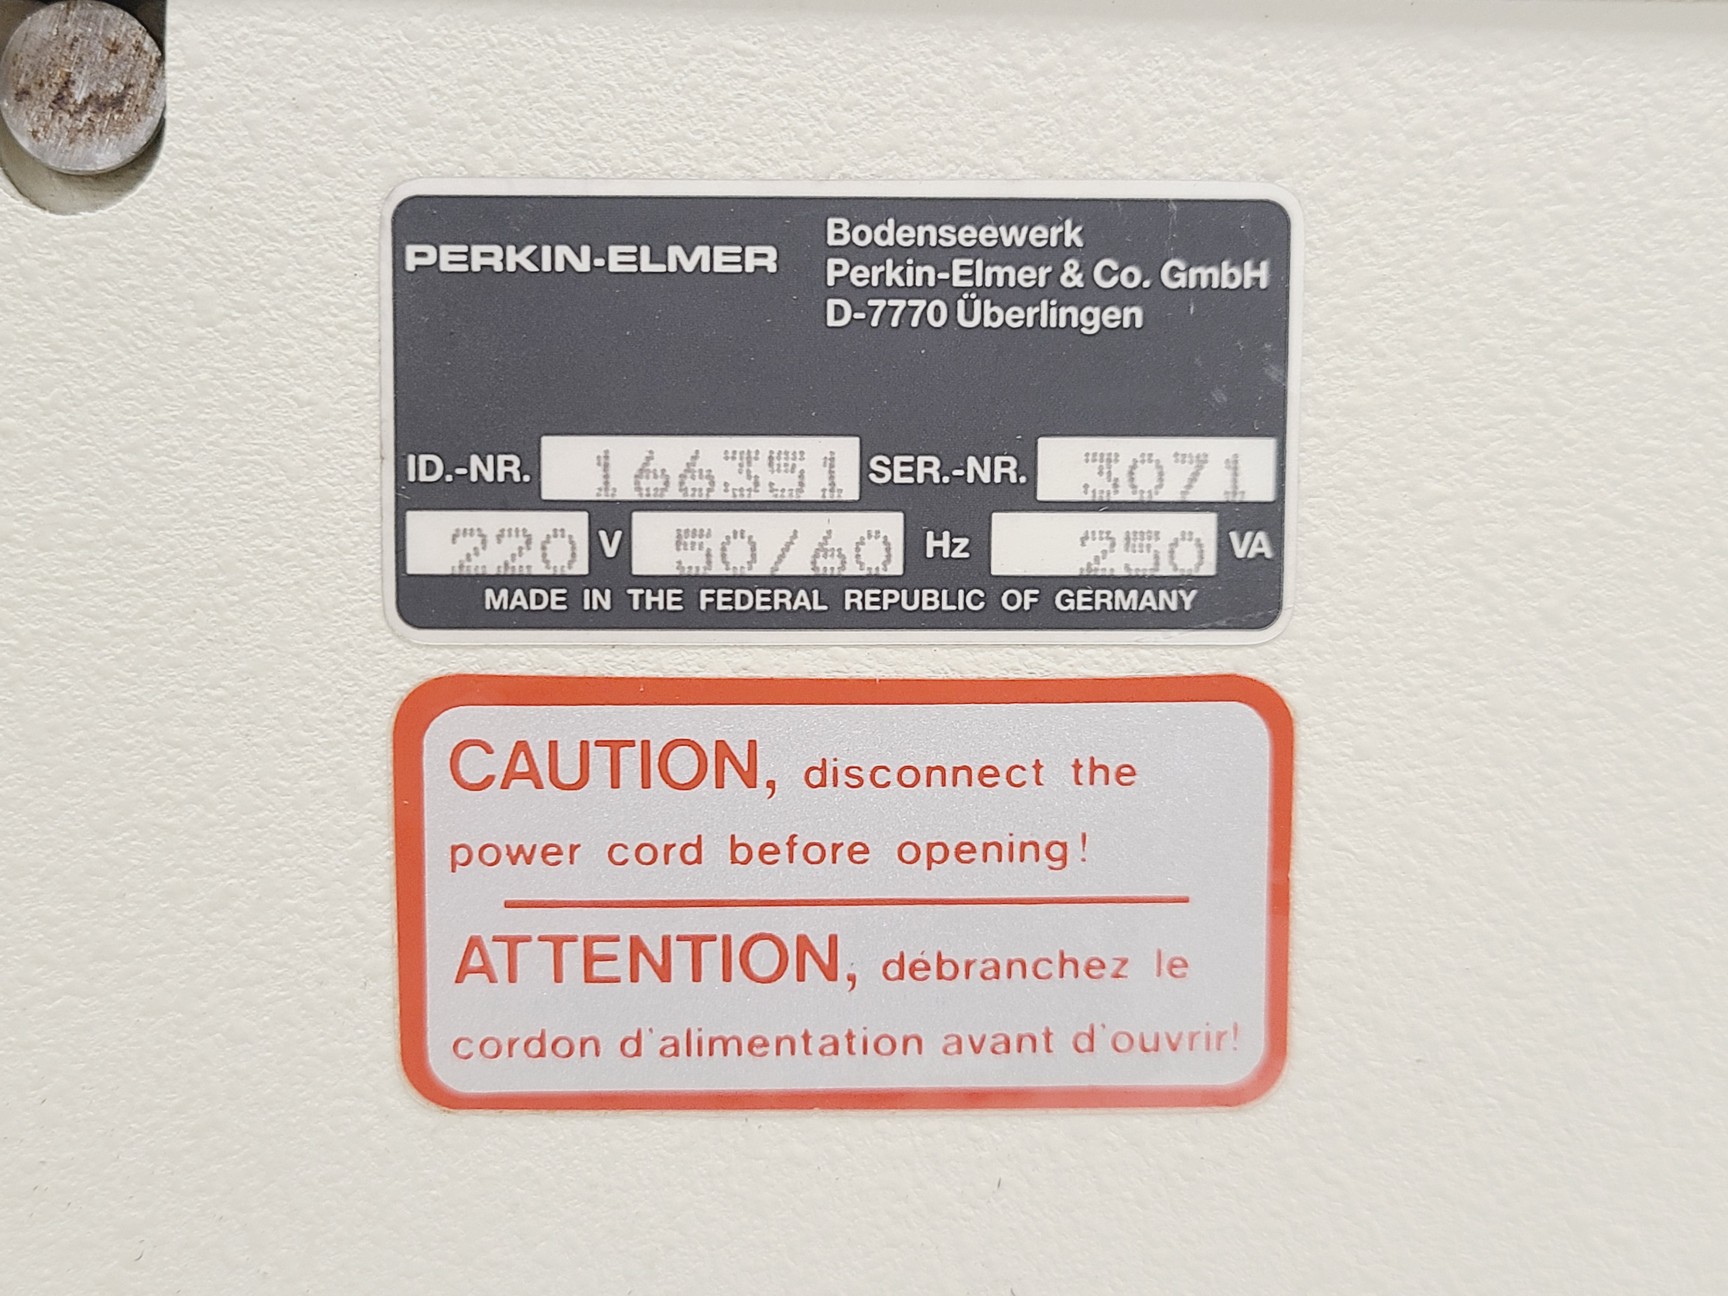 PERKIN-ELMER
Bodenseewerk
Perkin-Elmer & Co. GmbH
D-7770 Überlingen
ID.-NR. 166351 SER.-NR. 3071
220 V 50/60 Hz 250 VA
MADE IN THE FEDERAL REPUBLIC OF GERMANY
CAUTION, disconnect the
power cord before opening!
ATTENTION, débranchez le
cordon d'alimentation avant d'ouvrir!